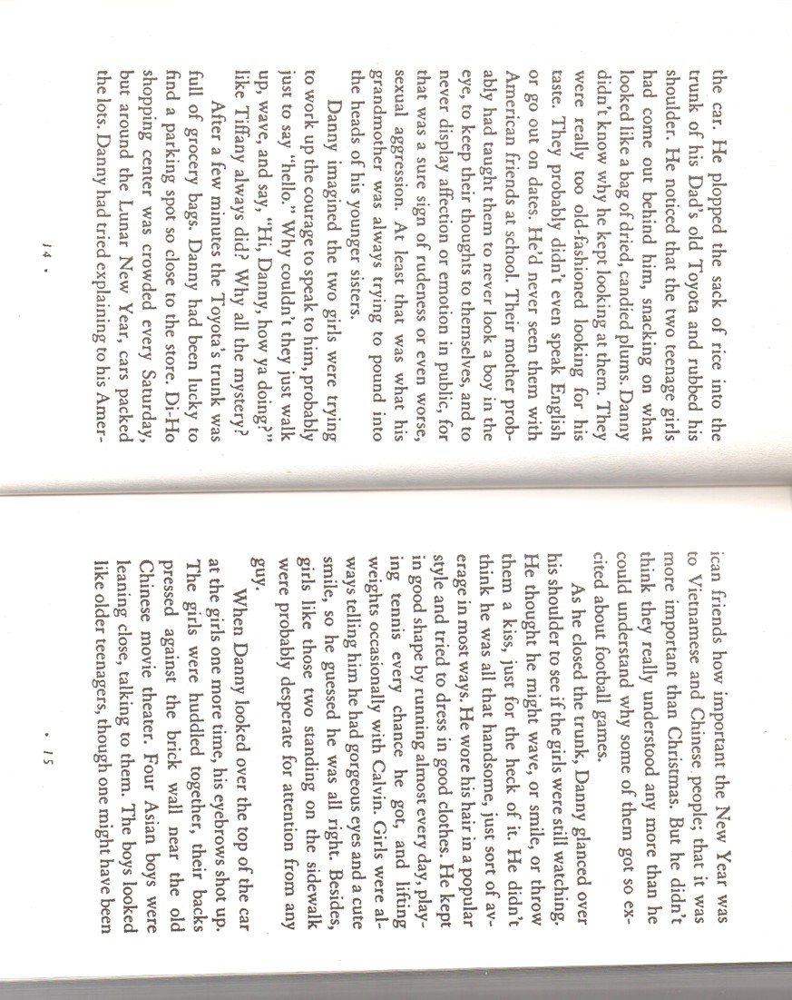 the car. He plopped the sack of rice into the
trunk of his Dad's old Toyota and rubbed his
shoulder. He noticed that the two teenage girls
had come out behind him, snacking on what
looked like a bag of dried, candied plums. Danny
didn't know why he kept looking at them. They
were really too old-fashioned looking for his
taste. They probably didn't even speak English
or go out on dates. He'd never seen them with
American friends at school. Their mother prob-
ably had taught them to never look a boy in the
eye, to keep their thoughts to themselves, and to
never display affection or emotion in public, for
that was a sure sign of rudeness or even worse,
sexual aggression. At least that was what his
grandmother was always trying to pound into
the heads of his younger sisters.
Danny imagined the two girls were trying
to work up the courage to speak to him, probably
just to say "hello." Why couldn't they just walk
up, wave, and say, "Hi, Danny, how ya doing?"
like Tiffany always did? Why all the mystery?
After a few minutes the Toyota's trunk was
full of grocery bags. Danny had been lucky to
find a parking spot so close to the store. Di-Ho
shopping center was crowded every Saturday,
but around the Lunar New Year, cars packed
the lots. Danny had tried explaining to his Amer-
14 •
ican friends how important the New Year was
to Vietnamese and Chinese people; that it was
more important than Christmas. But he didn't
think they really understood any more than he
could understand why some of them got so ex-
cited about football games.
As he closed the trunk, Danny glanced over
his shoulder to see if the girls were still watching.
He thought he might wave, or smile, or throw
them a kiss, just for the heck of it. He didn't
think he was all that handsome, just sort of av-
erage in most ways. He wore his hair in a popular
style and tried to dress in good clothes. He kept
in good shape by running almost every day, play-
ing tennis every chance he got, and lifting
weights occasionally with Calvin. Girls were al-
ways telling him he had gorgeous eyes and a cute
smile, so he guessed he was all right. Besides,
girls like those two standing on the sidewalk
were probably desperate for attention from any
guy.
When Danny looked over the top of the car
at the girls one more time, his eyebrows shot up.
The girls were huddled together, their backs
pressed against the brick wall near the old
Chinese movie theater. Four Asian boys were
leaning close, talking to them. The boys looked
like older teenagers, though one might have been
• 15